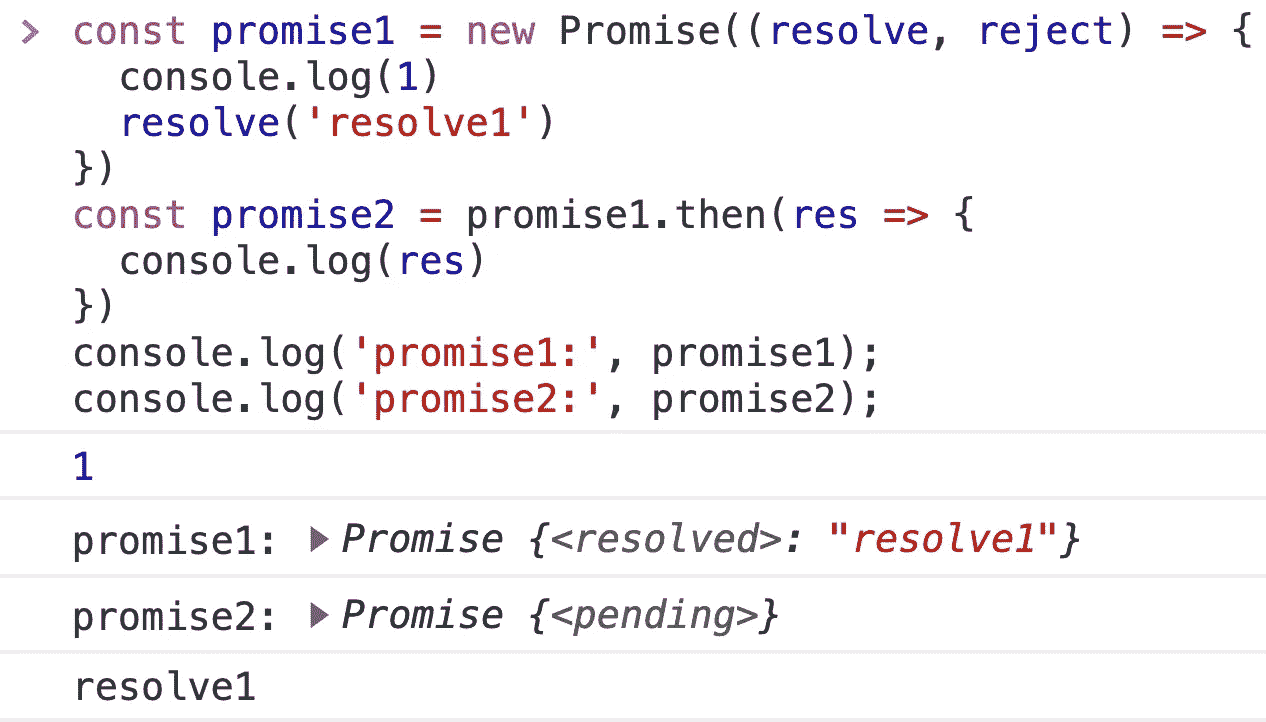 > const promise1 = new Promise((resolve, reject) => {
  console.log(1)
  resolve('resolve1')
})
const promise2 = promise1.then(res => {
  console.log(res)
})
console.log('promise1:', promise1);
console.log('promise2:', promise2);
1
promise1: ▶Promise {<resolved>: "resolve1"}
promise2: ▶Promise {<pending>}
resolve1